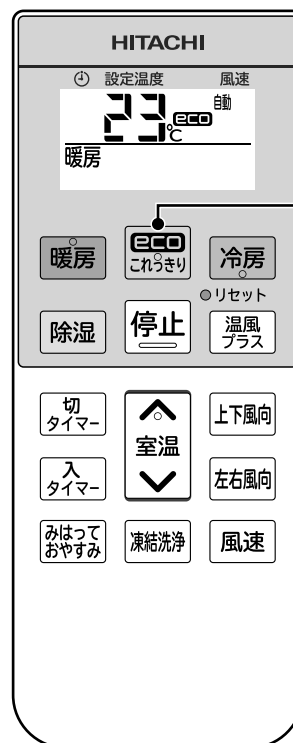 HITACHI
設定温度 風速
23℃ eco 自動
暖房
暖房
eco
これっきり
冷房
リセット
除湿
停止
温風
プラス
切
タイマー
室温
上下風向
入
タイマー
左右風向
みはって
おやすみ
凍結洗浄
風速